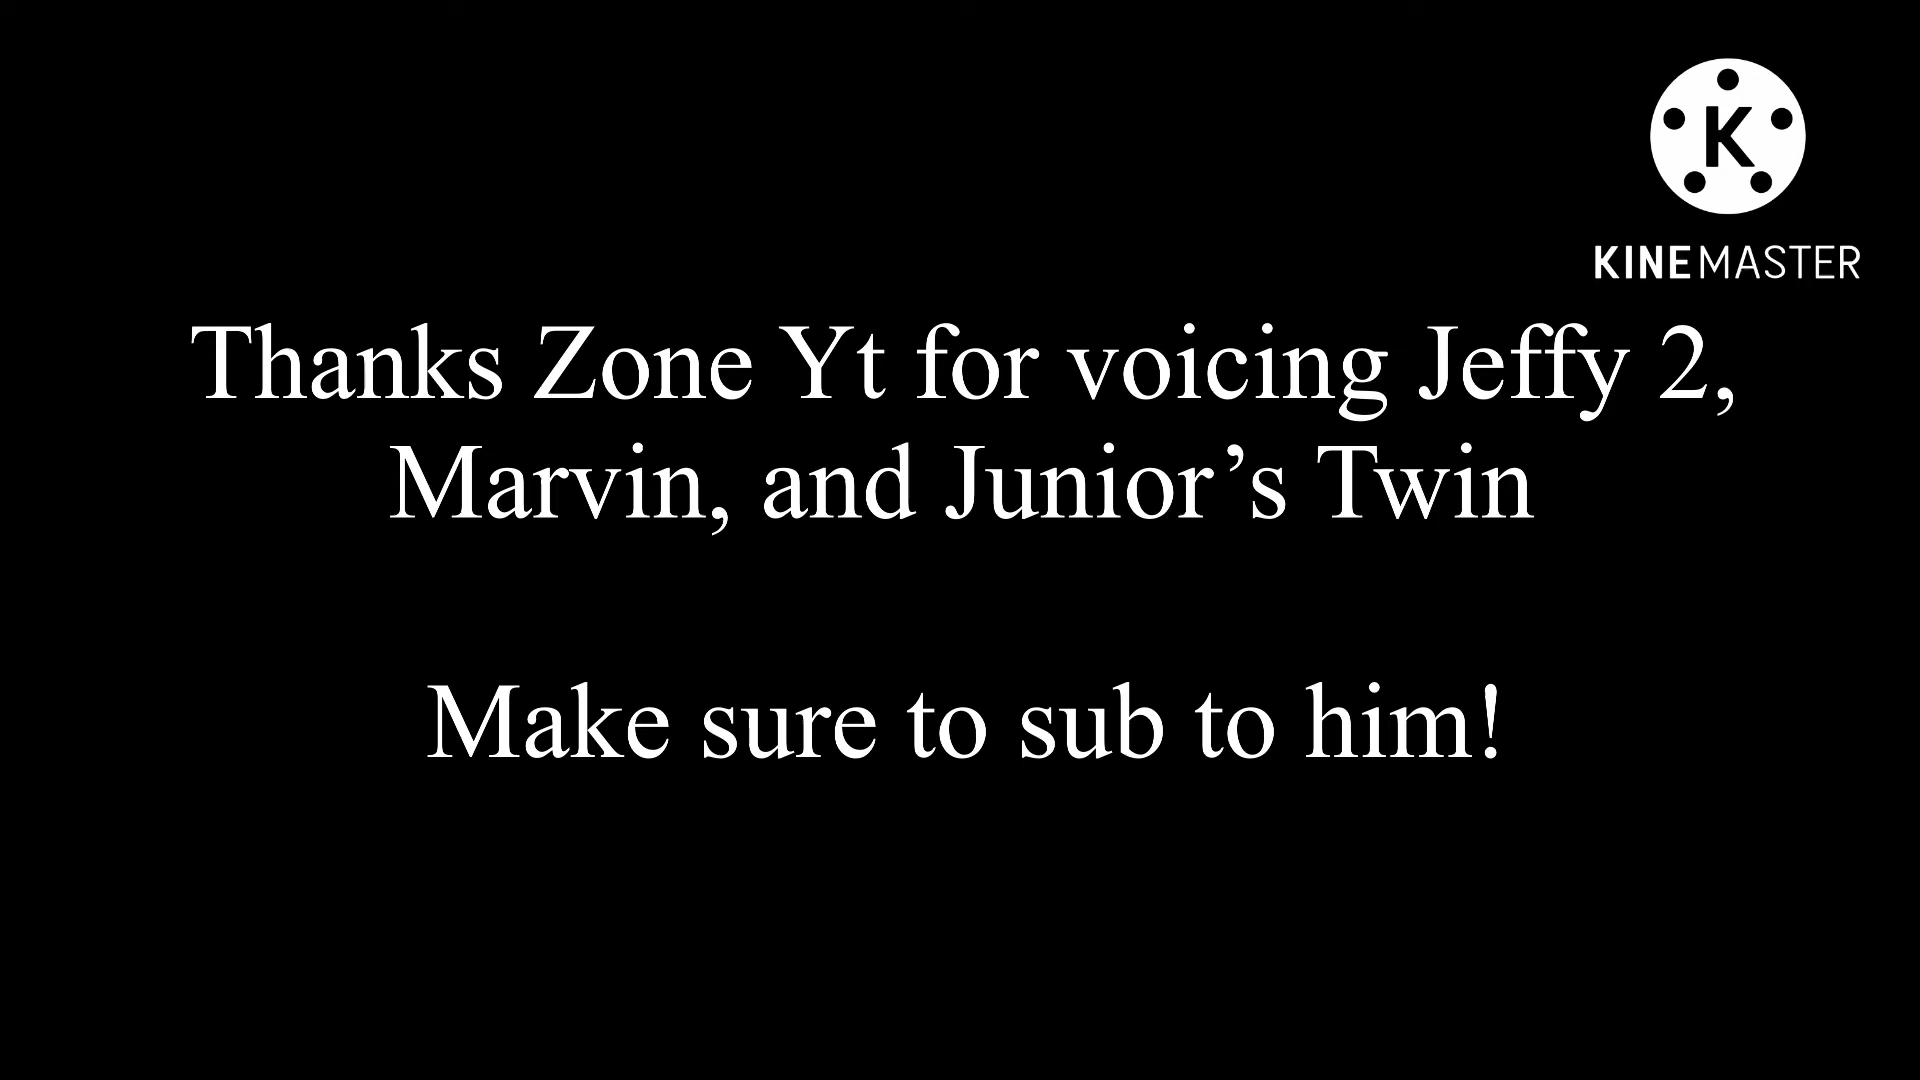 K
KINEMASTER
Thanks Zone Yt for voicing Jeffy 2,
Marvin, and Junior’s Twin
Make sure to sub to him!